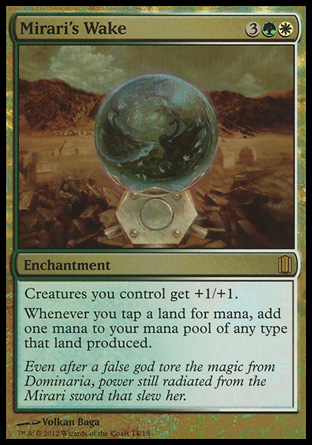 Mirari's Wake 3
Enchantment
Creatures you control get +1/+1.
Whenever you tap a land for mana, add
one mana to your mana pool of any type
that land produced.
Even after a false god tore the magic from
Dominaria, power still radiated from the
Mirari sword that slew her.
Volkan Baga
™ & © 2012 Wizards of the Coast 14/18